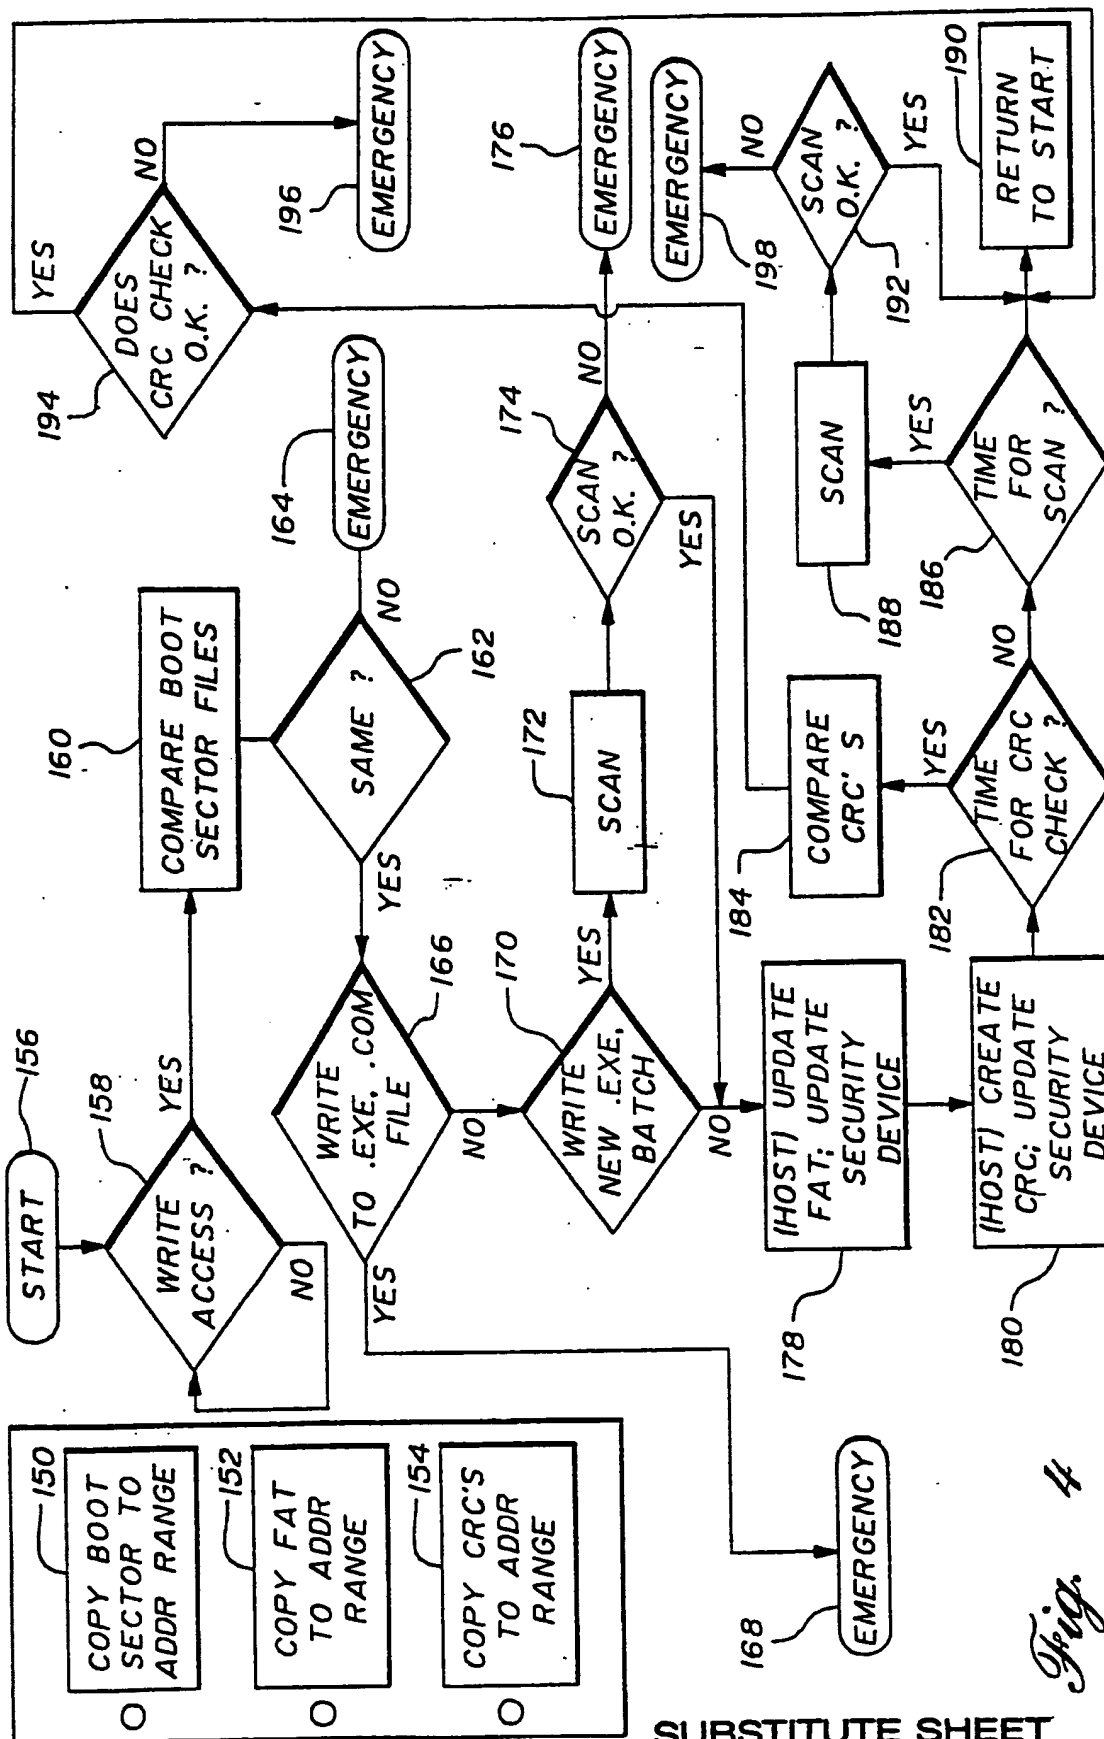 150
COPY BOOT
SECTOR TO
ADDR RANGE
152
COPY FAT
TO ADDR
RANGE
154
COPY CRC'S
TO ADDR
RANGE
START
156
WRITE
ACCESS ?
158
YES
NO
160
COMPARE BOOT
SECTOR FILES
SAME ?
162
NO
YES
164
EMERGENCY
WRITE
TO .EXE, .COM
FILE
166
YES
NO
168
EMERGENCY
WRITE
NEW .EXE,
BATCH
170
YES
NO
172
SCAN
SCAN
O.K. ?
174
NO
YES
176
EMERGENCY
(HOST) UPDATE
FAT; UPDATE
SECURITY
DEVICE
178
(HOST) CREATE
CRC; UPDATE
SECURITY
DEVICE
180
TIME
FOR CRC
CHECK ?
182
YES
NO
184
COMPARE
CRC'S
TIME
FOR
SCAN ?
186
YES
188
SCAN
SCAN
O.K. ?
192
NO
YES
198
EMERGENCY
190
RETURN
TO START
DOES
CRC CHECK
O.K. ?
194
YES
NO
196
EMERGENCY
Fig. 4
SUBSTITUTE SHEET